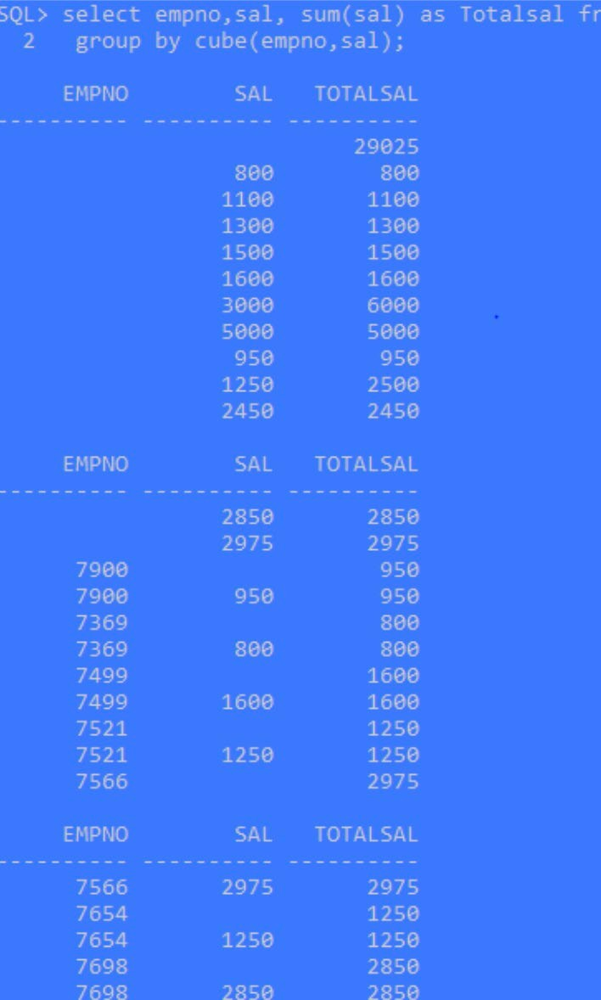 SQL> select empno,sal, sum(sal) as Totalsal fr
2 group by cube(empno,sal);
EMPNO SAL TOTALSAL
---------- ---------- ----------
29025
800 800
1100 1100
1300 1300
1500 1500
1600 1600
3000 6000
5000 5000
950 950
1250 2500
2450 2450
EMPNO SAL TOTALSAL
---------- ---------- ----------
2850 2850
2975 2975
7900 950
7900 950 950
7369 800
7369 800 800
7499 1600
7499 1600 1600
7521 1250
7521 1250 1250
7566 2975
EMPNO SAL TOTALSAL
---------- ---------- ----------
7566 2975 2975
7654 1250
7654 1250 1250
7698 2850
7698 2850 2850